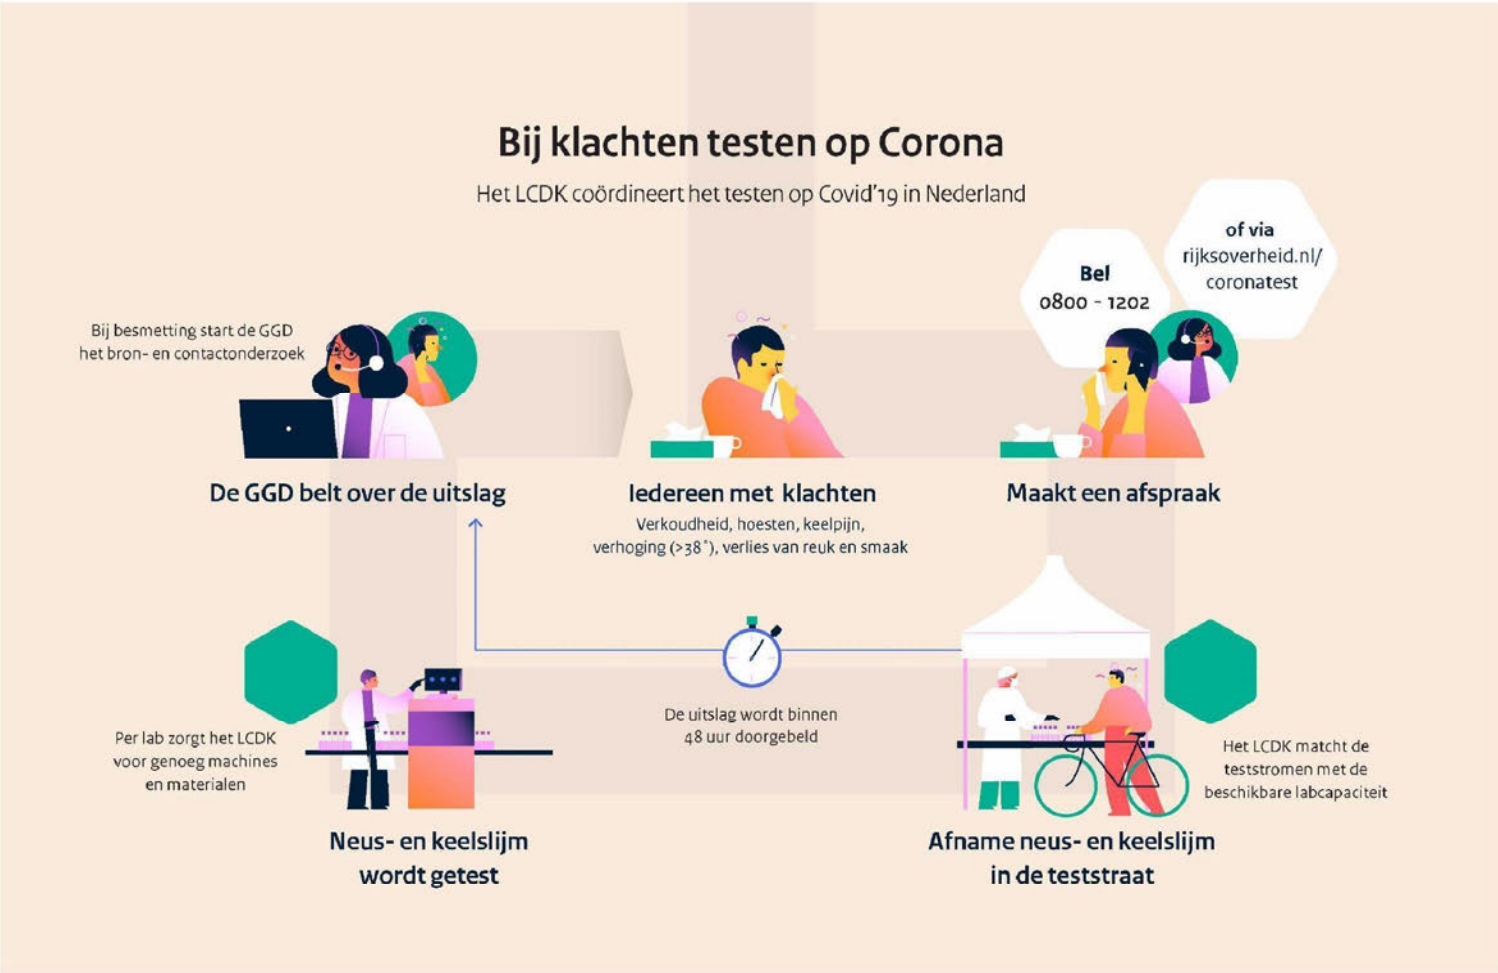 Bij klachten testen op Corona
Het LCDK coördineert het testen op Covid'19 in Nederland
Bij besmetting start de GGD
het bron- en contactonderzoek
De GGD belt over de uitslag
Iedereen met klachten
Verkoudheid, hoesten, keelpijn,
verhoging (>38°), verlies van reuk en smaak
Bel
0800 - 1202
of via
rijksoverheid.nl/
coronatest
Maakt een afspraak
Per lab zorgt het LCDK
voor genoeg machines
en materialen
Neus- en keelslijm
wordt getest
De uitslag wordt binnen
48 uur doorgebeld
Het LCDK matcht de
teststromen met de
beschikbare labcapaciteit
Afname neus- en keelslijm
in de teststraat